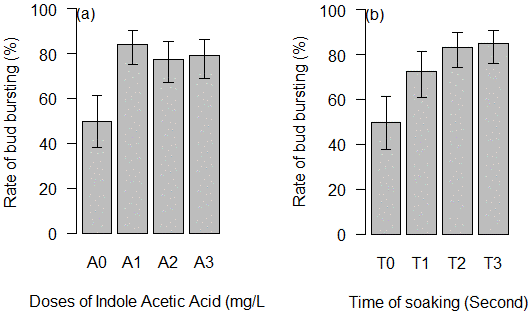 (a)
Rate of bud bursting (%)
100
80
60
40
20
0
A0 A1 A2 A3
Doses of Indole Acetic Acid (mg/L
(b)
Rate of bud bursting (%)
100
80
60
40
20
0
T0 T1 T2 T3
Time of soaking (Second)